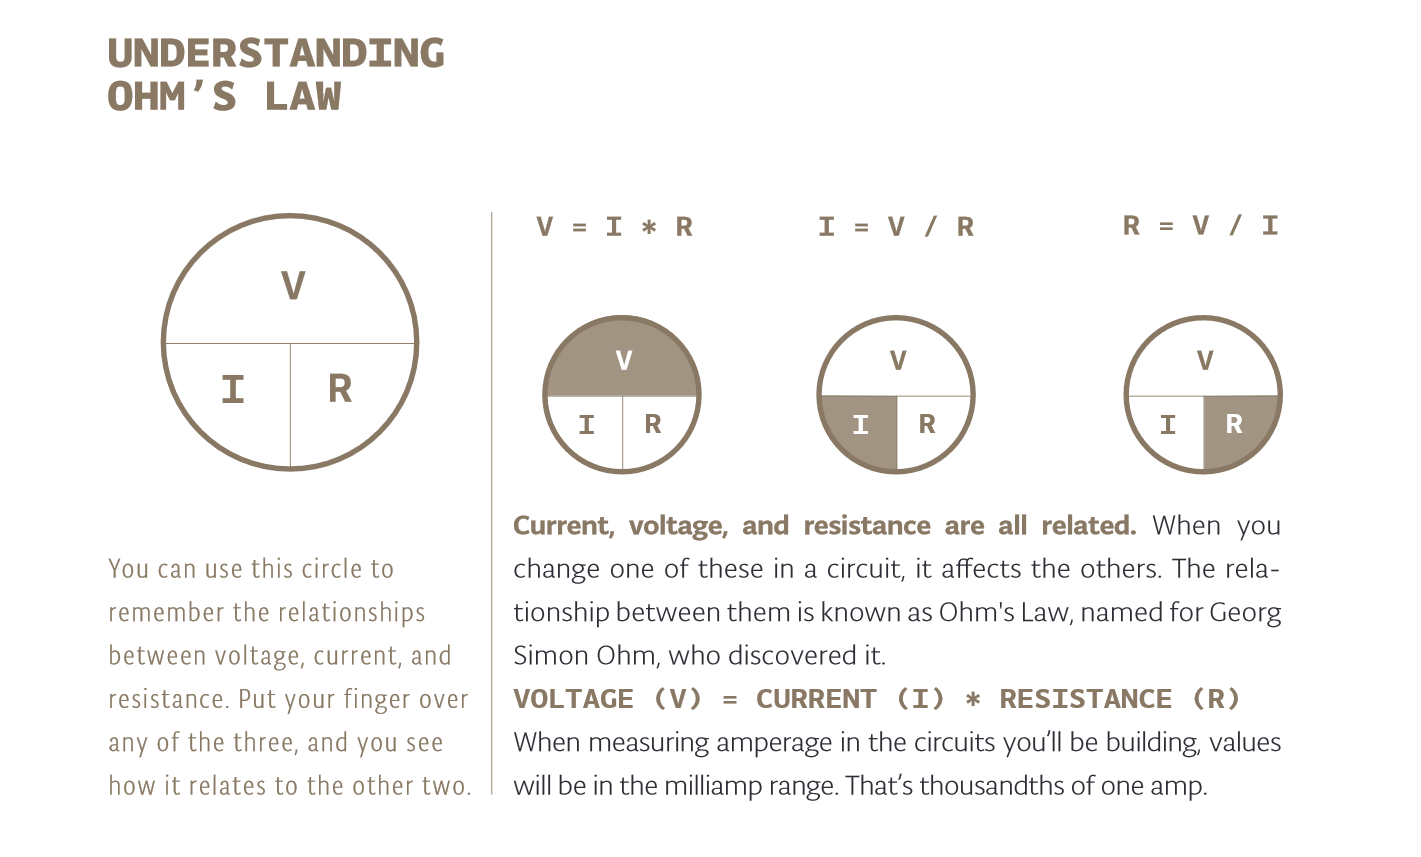 UNDERSTANDING
OHM’S LAW
V
I
R
You can use this circle to
remember the relationships
between voltage, current, and
resistance. Put your finger over
any of the three, and you see
how it relates to the other two.
V = I * R
I = V / R
R = V / I
V
I
R
V
I
R
V
I
R
Current, voltage, and resistance are all related. When you
change one of these in a circuit, it affects the others. The rela-
tionship between them is known as Ohm's Law, named for Georg
Simon Ohm, who discovered it.
VOLTAGE (V) = CURRENT (I) * RESISTANCE (R)
When measuring amperage in the circuits you’ll be building, values
will be in the milliamp range. That’s thousandths of one amp.